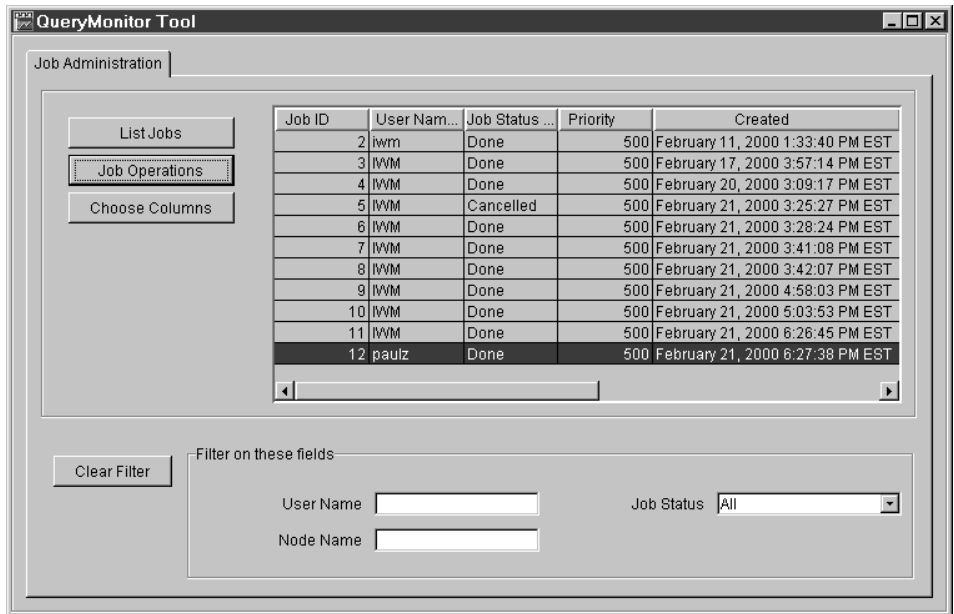 QueryMonitor Tool
Job Administration
List Jobs
Job Operations
Choose Columns
Job ID User Nam... Job Status ... Priority Created
2 iwm Done 500 February 11, 2000 1:33:40 PM EST
3 IWM Done 500 February 17, 2000 3:57:14 PM EST
4 IWM Done 500 February 20, 2000 3:09:17 PM EST
5 IWM Cancelled 500 February 21, 2000 3:25:27 PM EST
6 IWM Done 500 February 21, 2000 3:28:24 PM EST
7 IWM Done 500 February 21, 2000 3:41:08 PM EST
8 IWM Done 500 February 21, 2000 3:42:07 PM EST
9 IWM Done 500 February 21, 2000 4:58:03 PM EST
10 IWM Done 500 February 21, 2000 5:03:53 PM EST
11 IWM Done 500 February 21, 2000 6:26:45 PM EST
12 paulz Done 500 February 21, 2000 6:27:38 PM EST
Clear Filter
Filter on these fields
User Name
Job Status All
Node Name